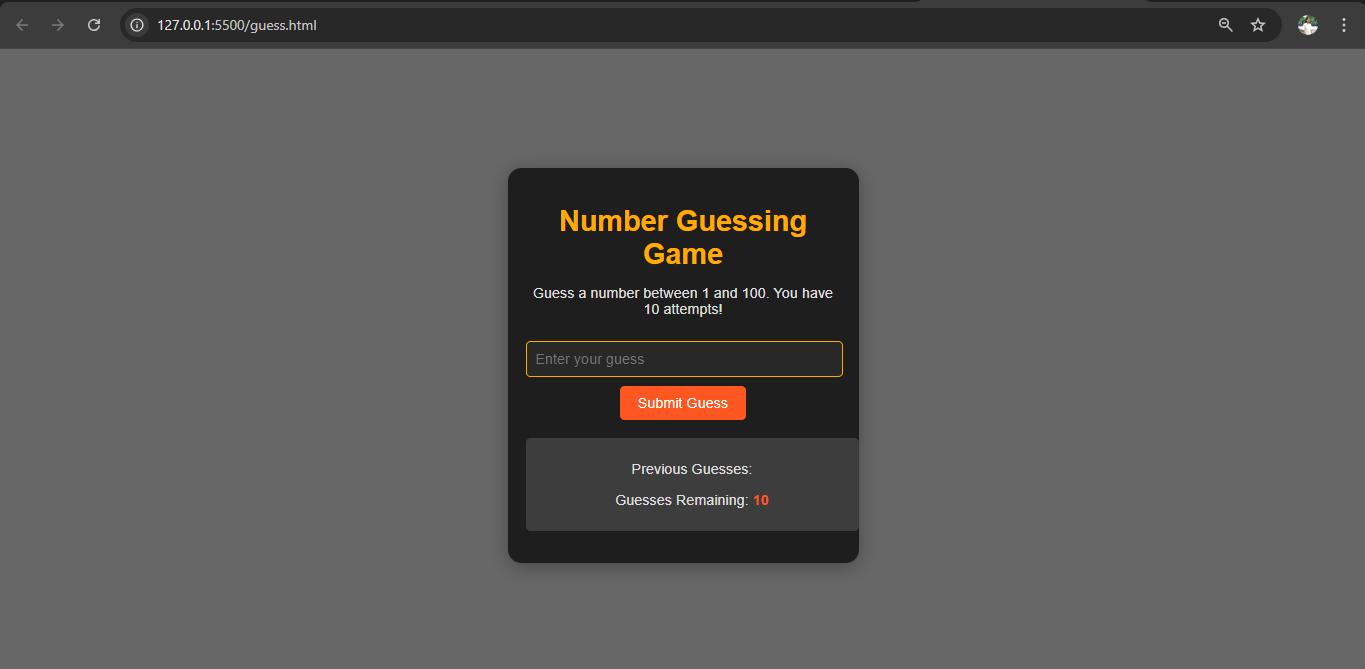 127.0.0.1:5500/guess.html
Number Guessing
Game
Guess a number between 1 and 100. You have
10 attempts!
Enter your guess
Submit Guess
Previous Guesses:
Guesses Remaining: 10